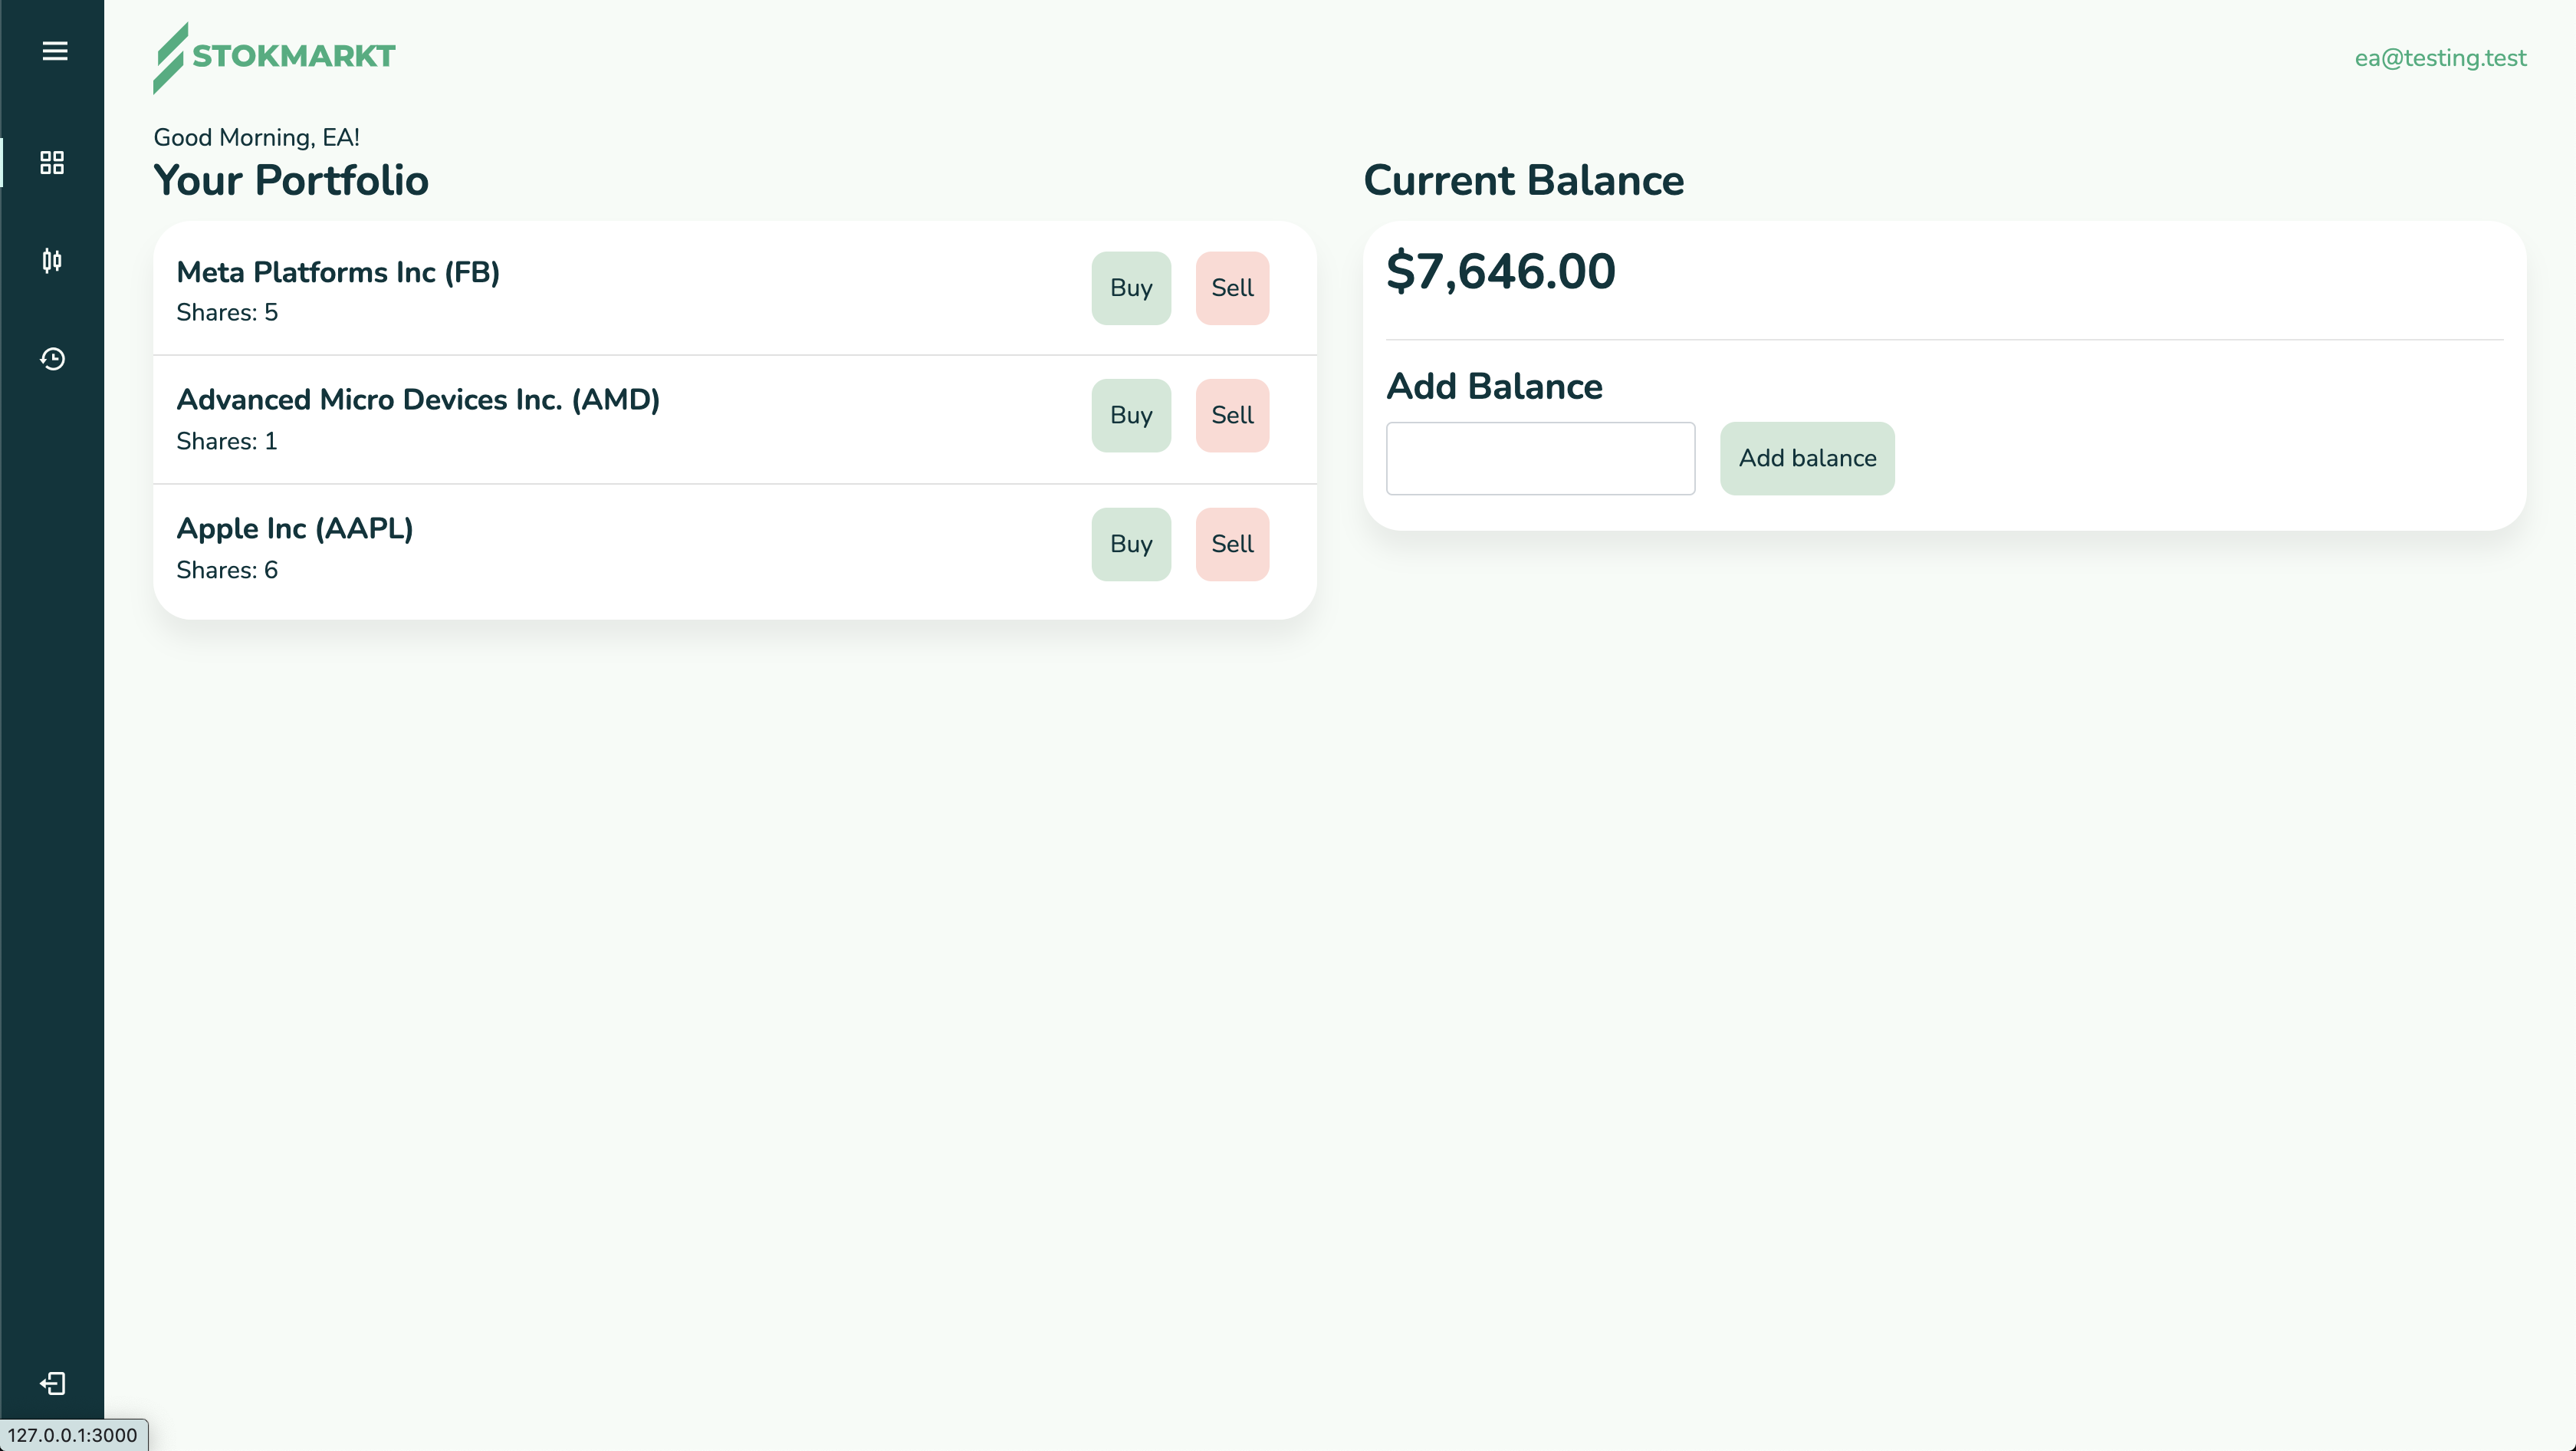 STOKMARKT
ea@testing.test
Good Morning, EA!
Your Portfolio
Meta Platforms Inc (FB)
Shares: 5
Buy
Sell
Advanced Micro Devices Inc. (AMD)
Shares: 1
Buy
Sell
Apple Inc (AAPL)
Shares: 6
Buy
Sell
Current Balance
$7,646.00
Add Balance
Add balance
127.0.0.1:3000